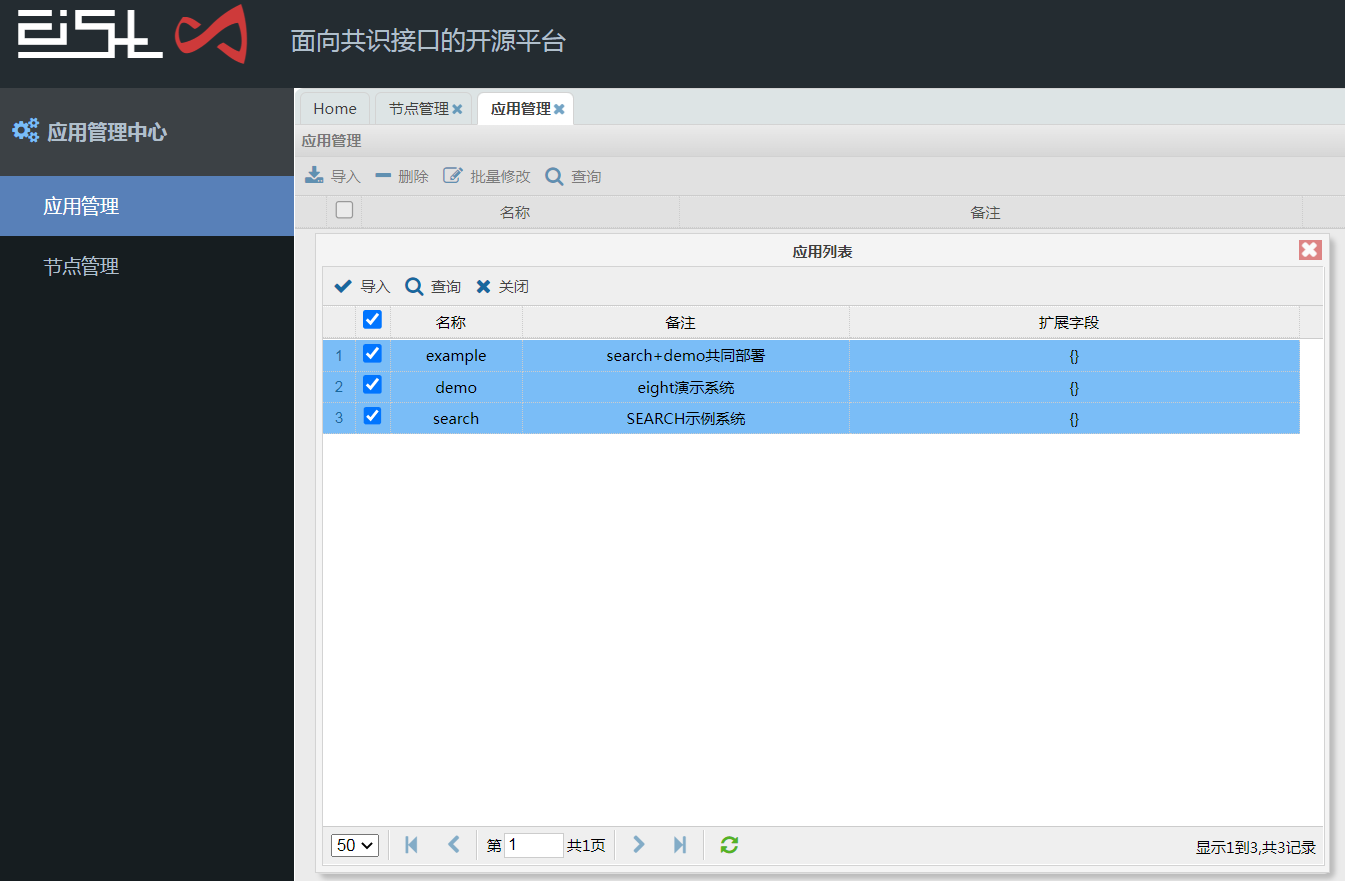 面向共识接口的开源平台
应用管理中心
应用管理
节点管理
Home 节点管理 应用管理
应用管理
导入 删除 批量修改 查询
名称 备注
应用列表
导入 查询 关闭
名称 备注 扩展字段
1 example search+demo共同部署 {}
2 demo eight演示系统 {}
3 search SEARCH示例系统 {}
50 第 1 共1页 显示1到3,共3记录